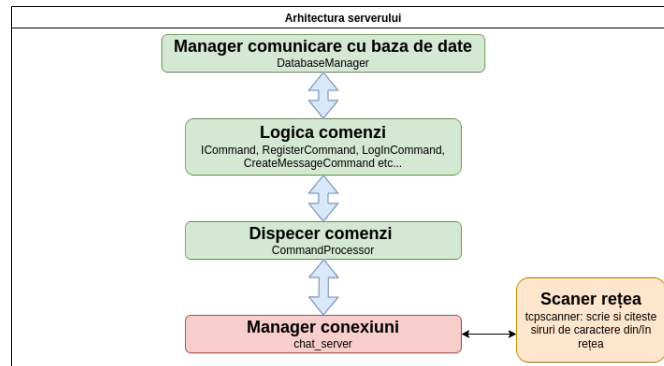 Arhitectura serverului
Manager comunicare cu baza de date
DatabaseManager
Logica comenzi
ICommand, RegisterCommand, LogInCommand,
CreateMessageCommand etc...
Dispecer comenzi
CommandProcessor
Manager conexiuni
chat_server
Scaner rețea
tcpscanner: scrie si citeste
siruri de caractere din/în
rețea